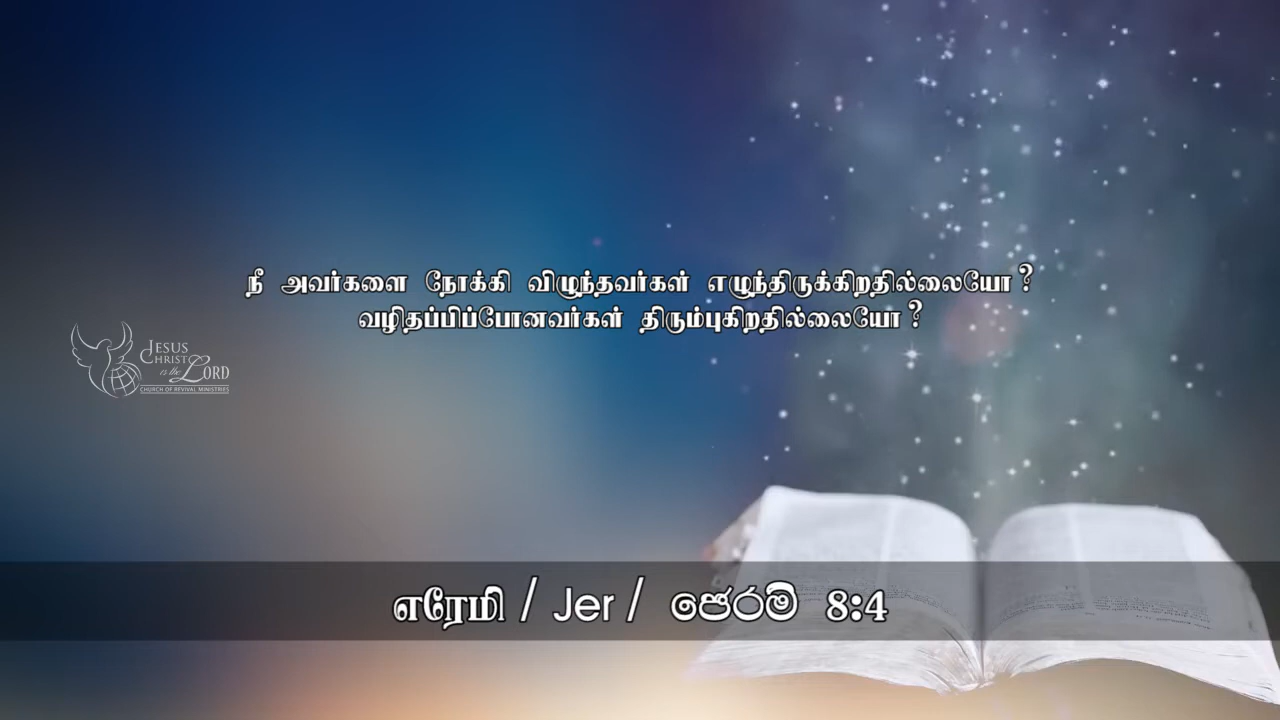 நீ அவர்களை நோக்கி விழுந்தவர்கள் எழுந்திருக்கிறதில்லையோ?
வழிதப்பிப்போனவர்கள் திரும்புகிறதில்லையோ?
JESUS
CHRIST
is the LORD
CHURCH OF REVIVAL MINISTRIES
எரேமி / Jer / ජෙරමි 8:4